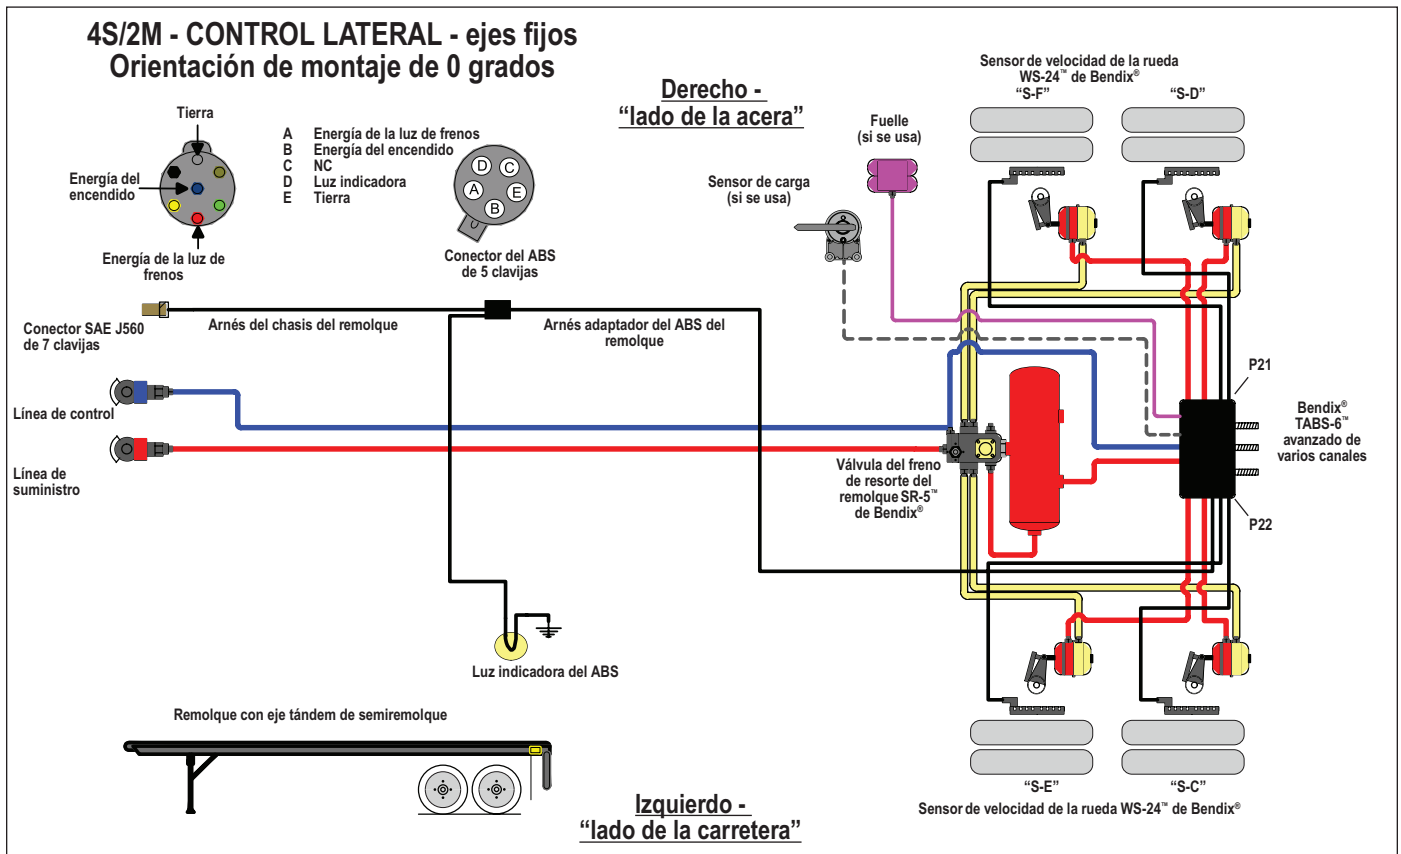 4S/2M - CONTROL LATERAL - ejes fijos
Orientación de montaje de 0 grados
Tierra
Energía del
encendido
Energía de la luz de
frenos
A Energía de la luz de frenos
B Energía del encendido
C NC
D Luz indicadora
E Tierra
D
C
A
E
B
Conector del ABS
de 5 clavijas
Derecho -
“lado de la acera”
Sensor de velocidad de la rueda
WS-24™ de Bendix®
“S-F”
“S-D”
Fuelle
(si se usa)
Sensor de carga
(si se usa)
Conector SAE J560
de 7 clavijas
Arnés del chasis del remolque
Arnés adaptador del ABS del
remolque
Línea de control
Línea de
suministro
Válvula del freno
de resorte del
remolque SR-5™
de Bendix®
P21
Bendix®
TABS-6™
avanzado de
varios canales
P22
Luz indicadora del ABS
Remolque con eje tándem de semiremolque
Izquierdo -
“lado de la carretera”
“S-E”
“S-C”
Sensor de velocidad de la rueda WS-24™ de Bendix®